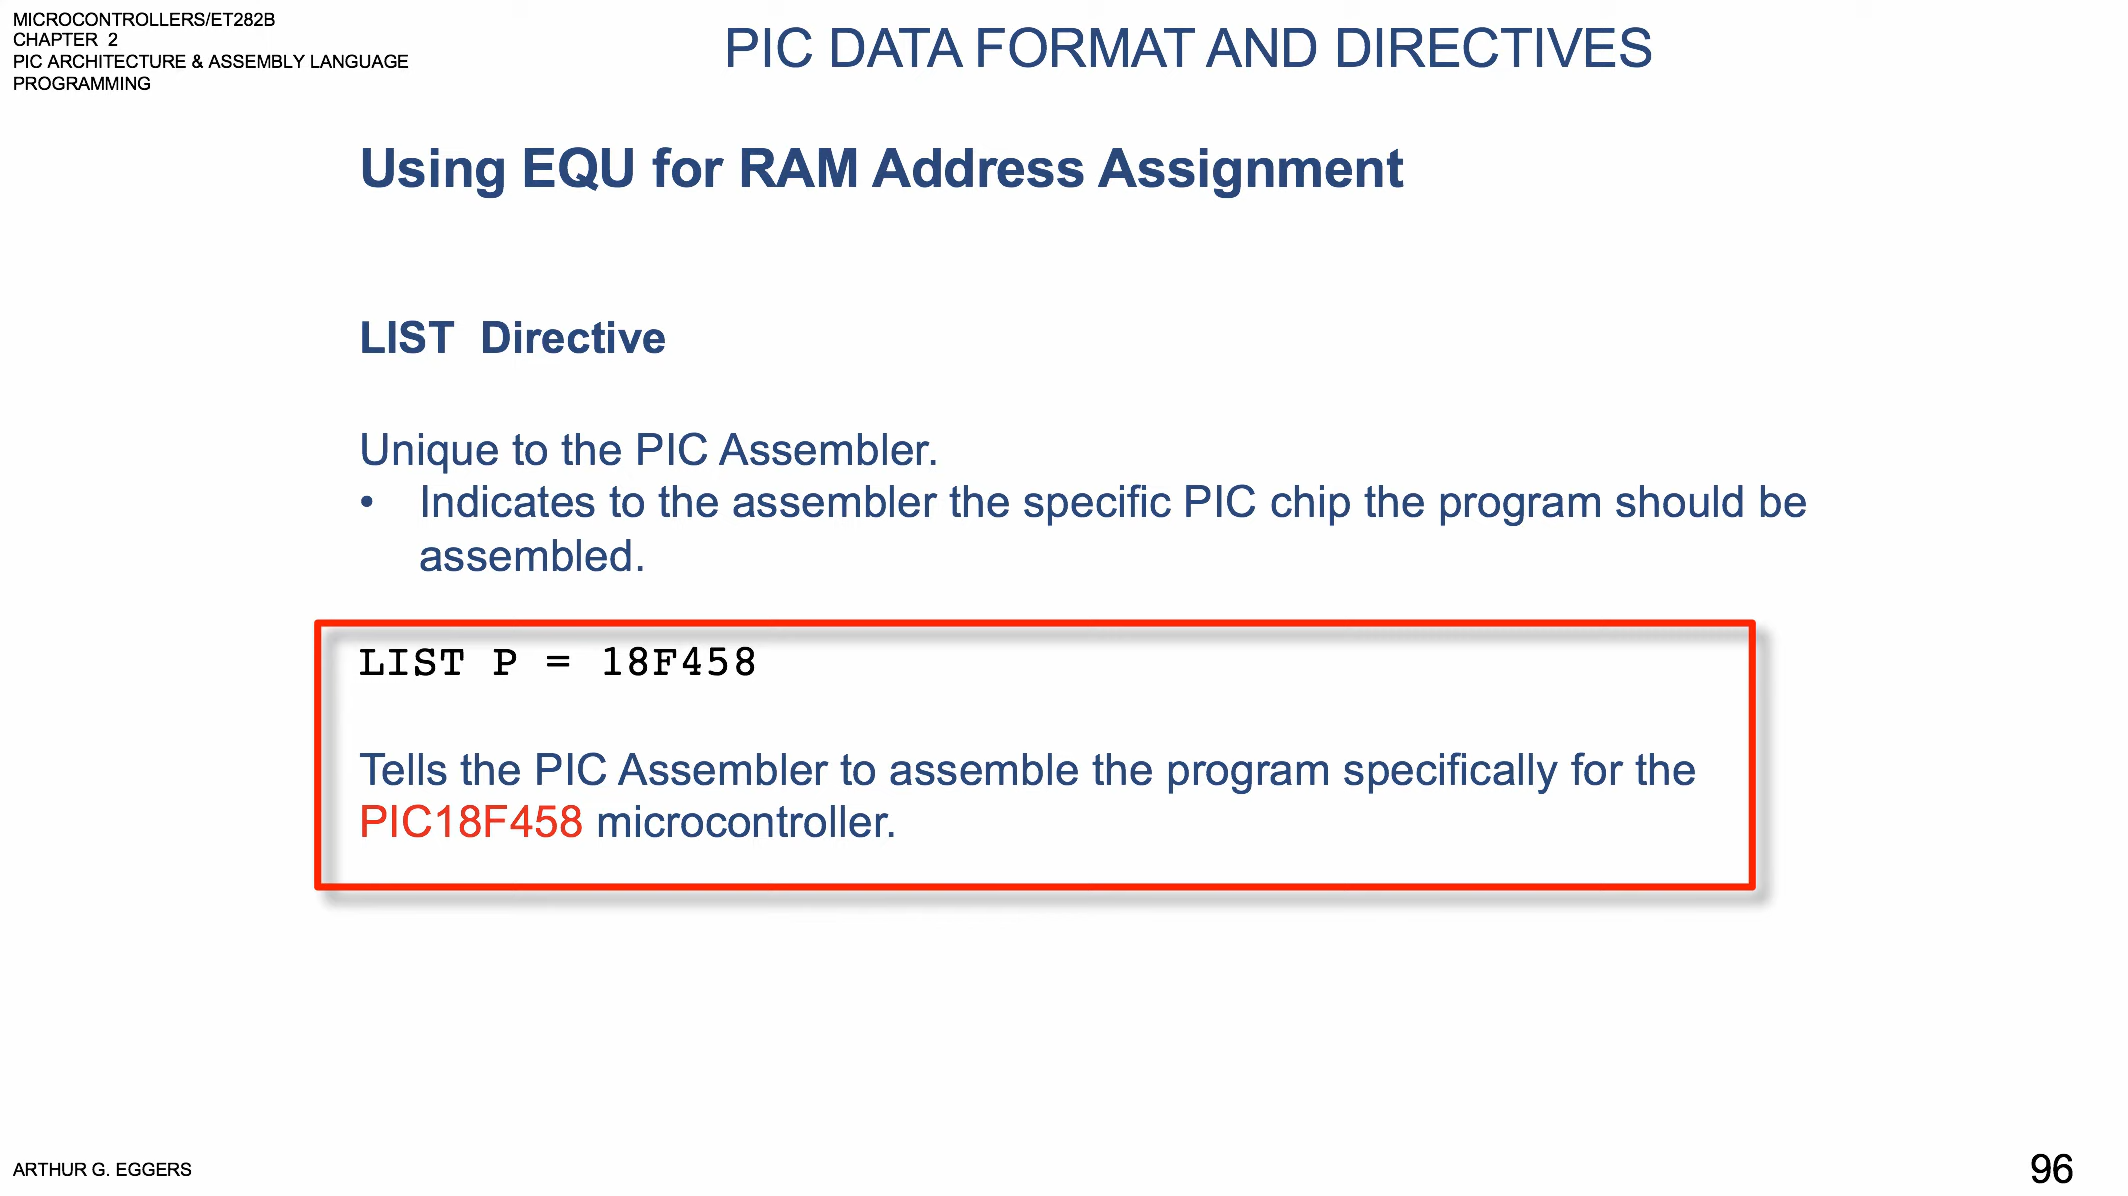 MICROCONTROLLERS/ET282B
CHAPTER 2
PIC ARCHITECTURE & ASSEMBLY LANGUAGE
PROGRAMMING
PIC DATA FORMAT AND DIRECTIVES
Using EQU for RAM Address Assignment
LIST Directive
Unique to the PIC Assembler.
• Indicates to the assembler the specific PIC chip the program should be
assembled.
LIST P = 18F458
Tells the PIC Assembler to assemble the program specifically for the
PIC18F458 microcontroller.
ARTHUR G. EGGERS
96